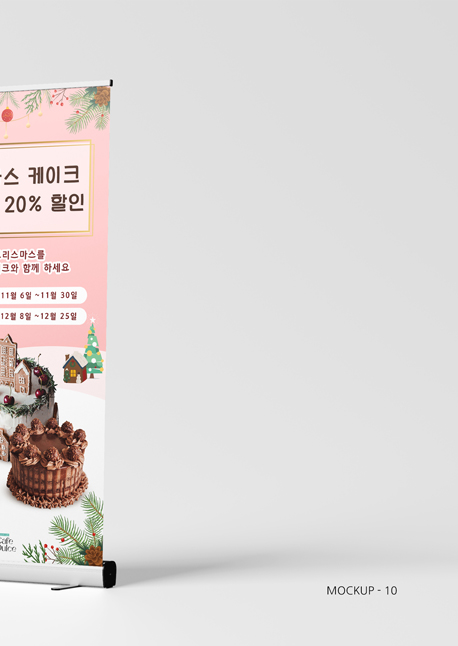 스 케이크
20% 할인
리스마스를
크와 함께 하세요
11월 6일 ~11월 30일
12월 8일 ~12월 25일
Cafe
Dulce
MOCKUP - 10